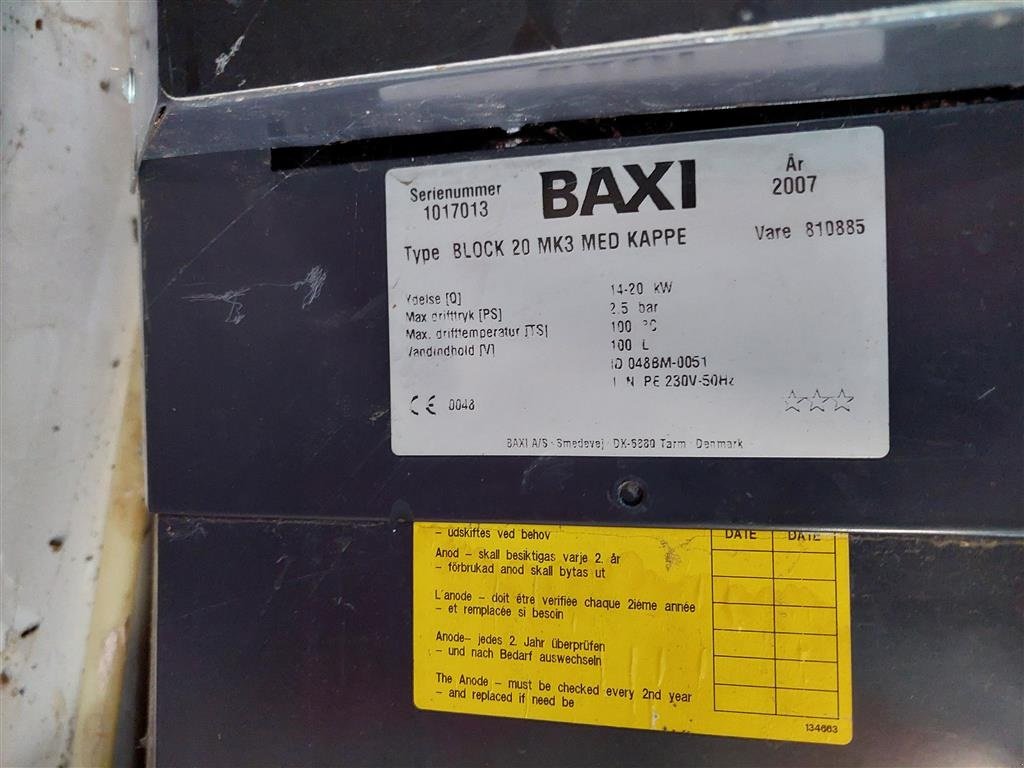 Serienummer
1017013
BAXI
År
2007
Type BLOCK 20 MK3 MED KAPPE
Vare 810885
Ydelse [Q] 14-20 kW
Max drifttryk [PS] 2.5 bar
Max. drifttemperatur [TS] 100 °C
Vandindhold [V] 100 L
ID 0488M-0051
1 N PE 230V-50Hz
CE 0048
BAXI A/S · Smedevej · DK-6880 Tarm · Denmark
- udskiftes ved behov
DATE DATE
Anod - skall besiktigas varje 2. år
- förbrukad anod skall bytas ut
L'anode - doit être verifiée chaque 2ième année
- et remplacée si besoin
Anode- jedes 2. Jahr überprüfen
- und nach Bedarf auswechseln
The Anode - must be checked every 2nd year
- and replaced if need be
134663